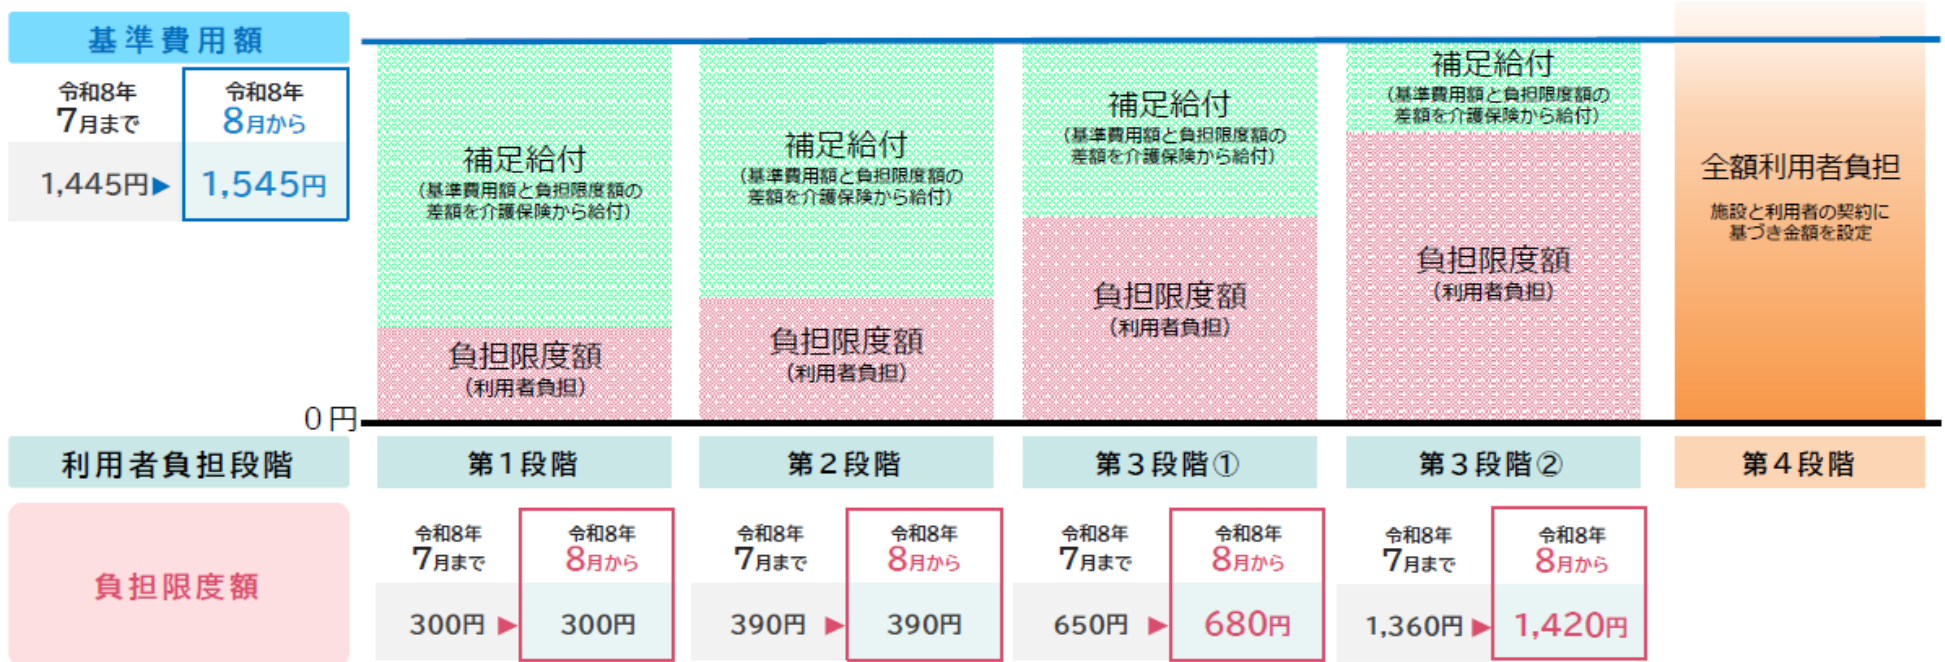 基準費用額
令和8年
7月まで
令和8年
8月から
1,445円▶
1,545円
補足給付
(基準費用額と負担限度額の
差額を介護保険から給付)
負担限度額
(利用者負担)
補足給付
(基準費用額と負担限度額の
差額を介護保険から給付)
負担限度額
(利用者負担)
補足給付
(基準費用額と負担限度額の
差額を介護保険から給付)
負担限度額
(利用者負担)
補足給付
(基準費用額と負担限度額の
差額を介護保険から給付)
負担限度額
(利用者負担)
全額利用者負担
施設と利用者の契約に
基づき金額を設定
0円
利用者負担段階
第1段階
第2段階
第3段階①
第3段階②
第4段階
負担限度額
令和8年
7月まで
令和8年
8月から
300円▶
300円
令和8年
7月まで
令和8年
8月から
390円▶
390円
令和8年
7月まで
令和8年
8月から
650円▶
680円
令和8年
7月まで
令和8年
8月から
1,360円▶
1,420円